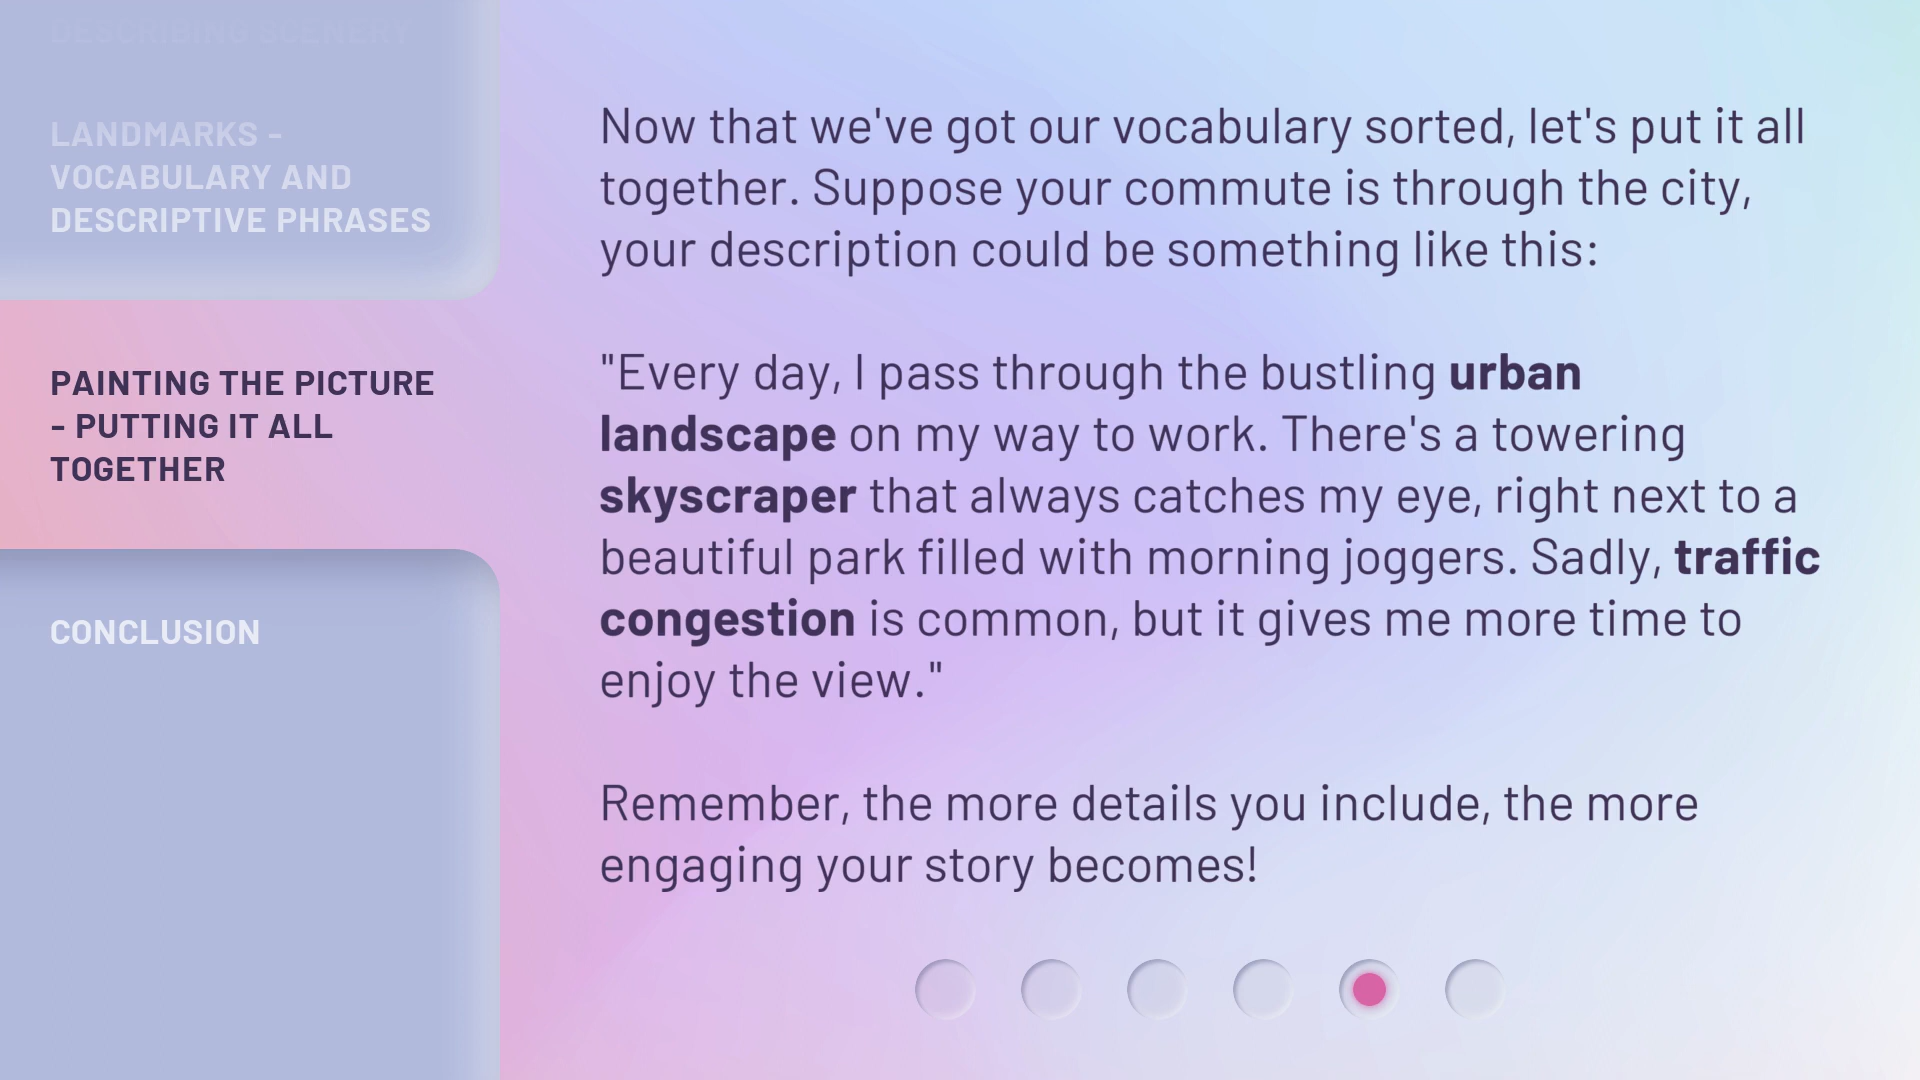 DESCRIBING SCENERY
LANDMARKS -
VOCABULARY AND
DESCRIPTIVE PHRASES
PAINTING THE PICTURE
- PUTTING IT ALL
TOGETHER
CONCLUSION
Now that we've got our vocabulary sorted, let's put it all
together. Suppose your commute is through the city,
your description could be something like this:
"Every day, I pass through the bustling urban
landscape on my way to work. There's a towering
skyscraper that always catches my eye, right next to a
beautiful park filled with morning joggers. Sadly, traffic
congestion is common, but it gives me more time to
enjoy the view."
Remember, the more details you include, the more
engaging your story becomes!